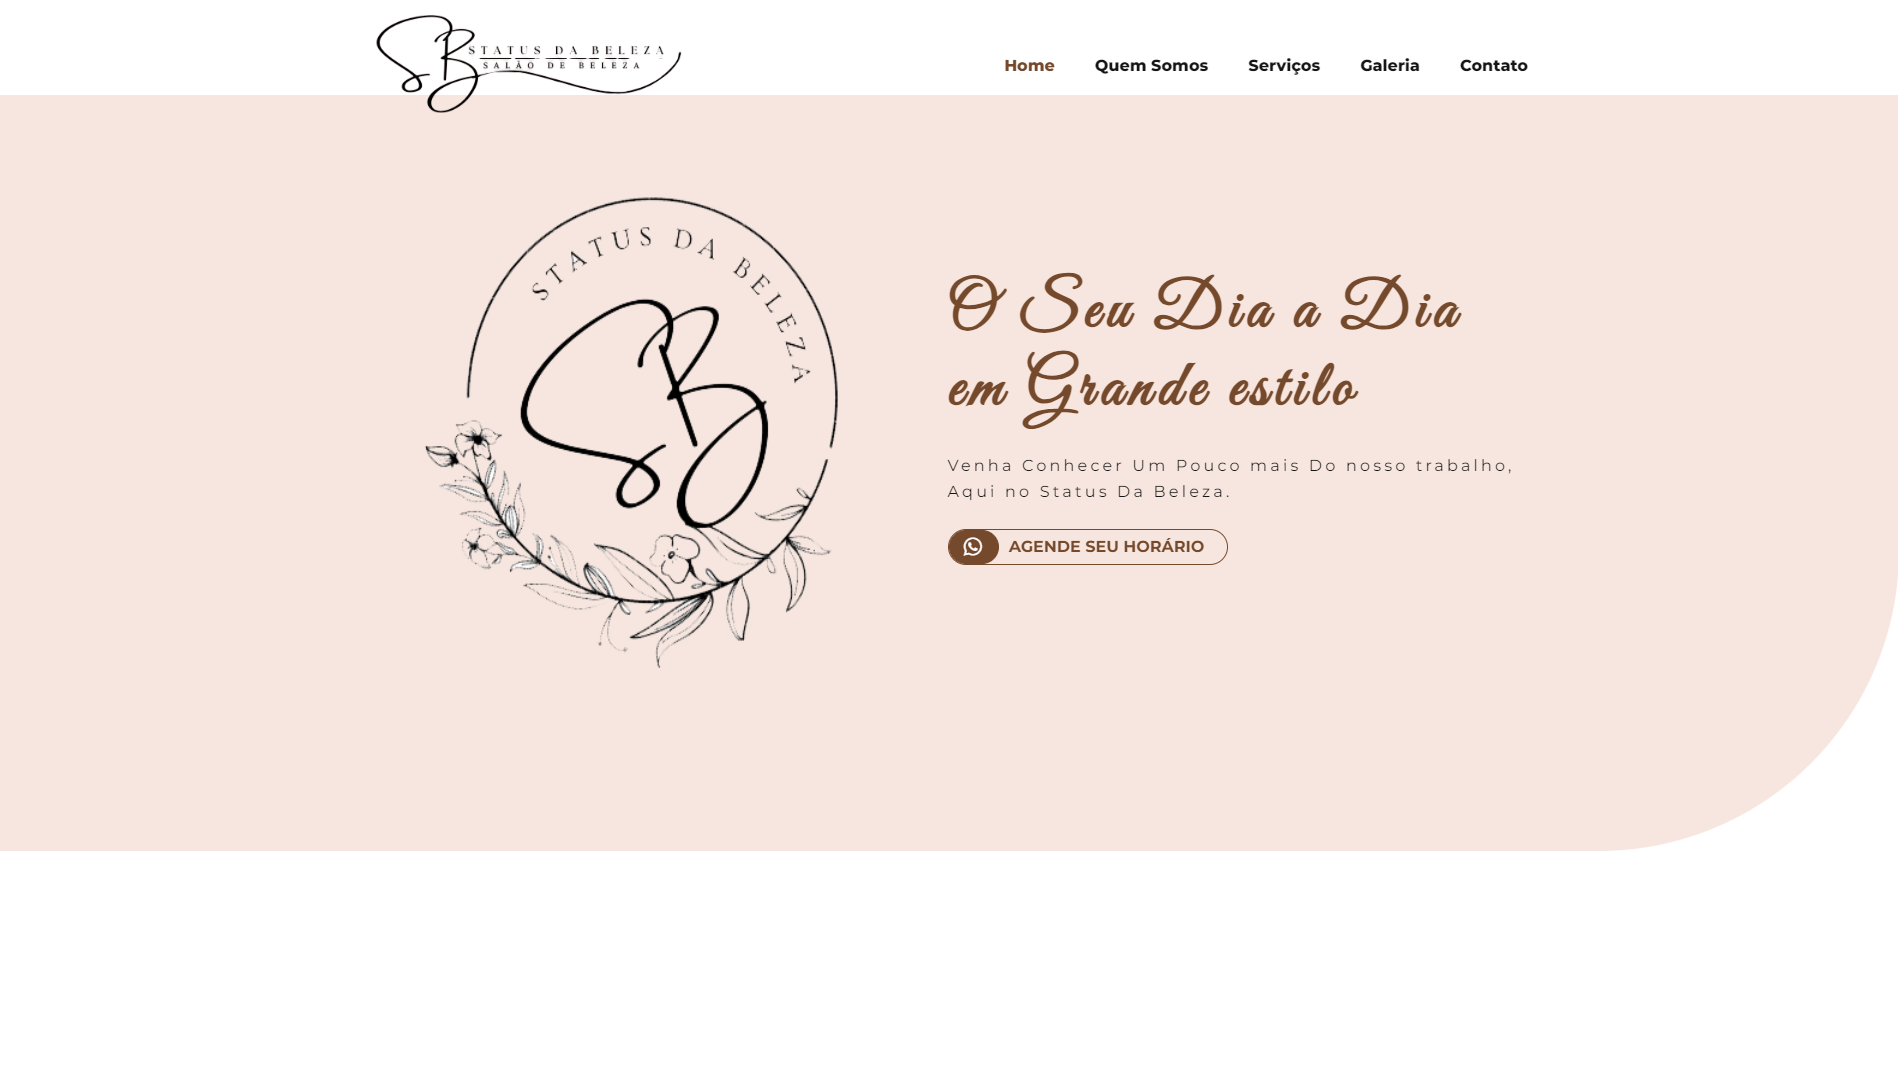 SB STATUS DA BELEZA
SALÃO DE BELEZA
Home Quem Somos Serviços Galeria Contato
STATUS DA BELEZA
SB
O Seu Dia a Dia
em Grande estilo
Venha Conhecer Um Pouco mais Do nosso trabalho,
Aqui no Status Da Beleza.
AGENDE SEU HORÁRIO